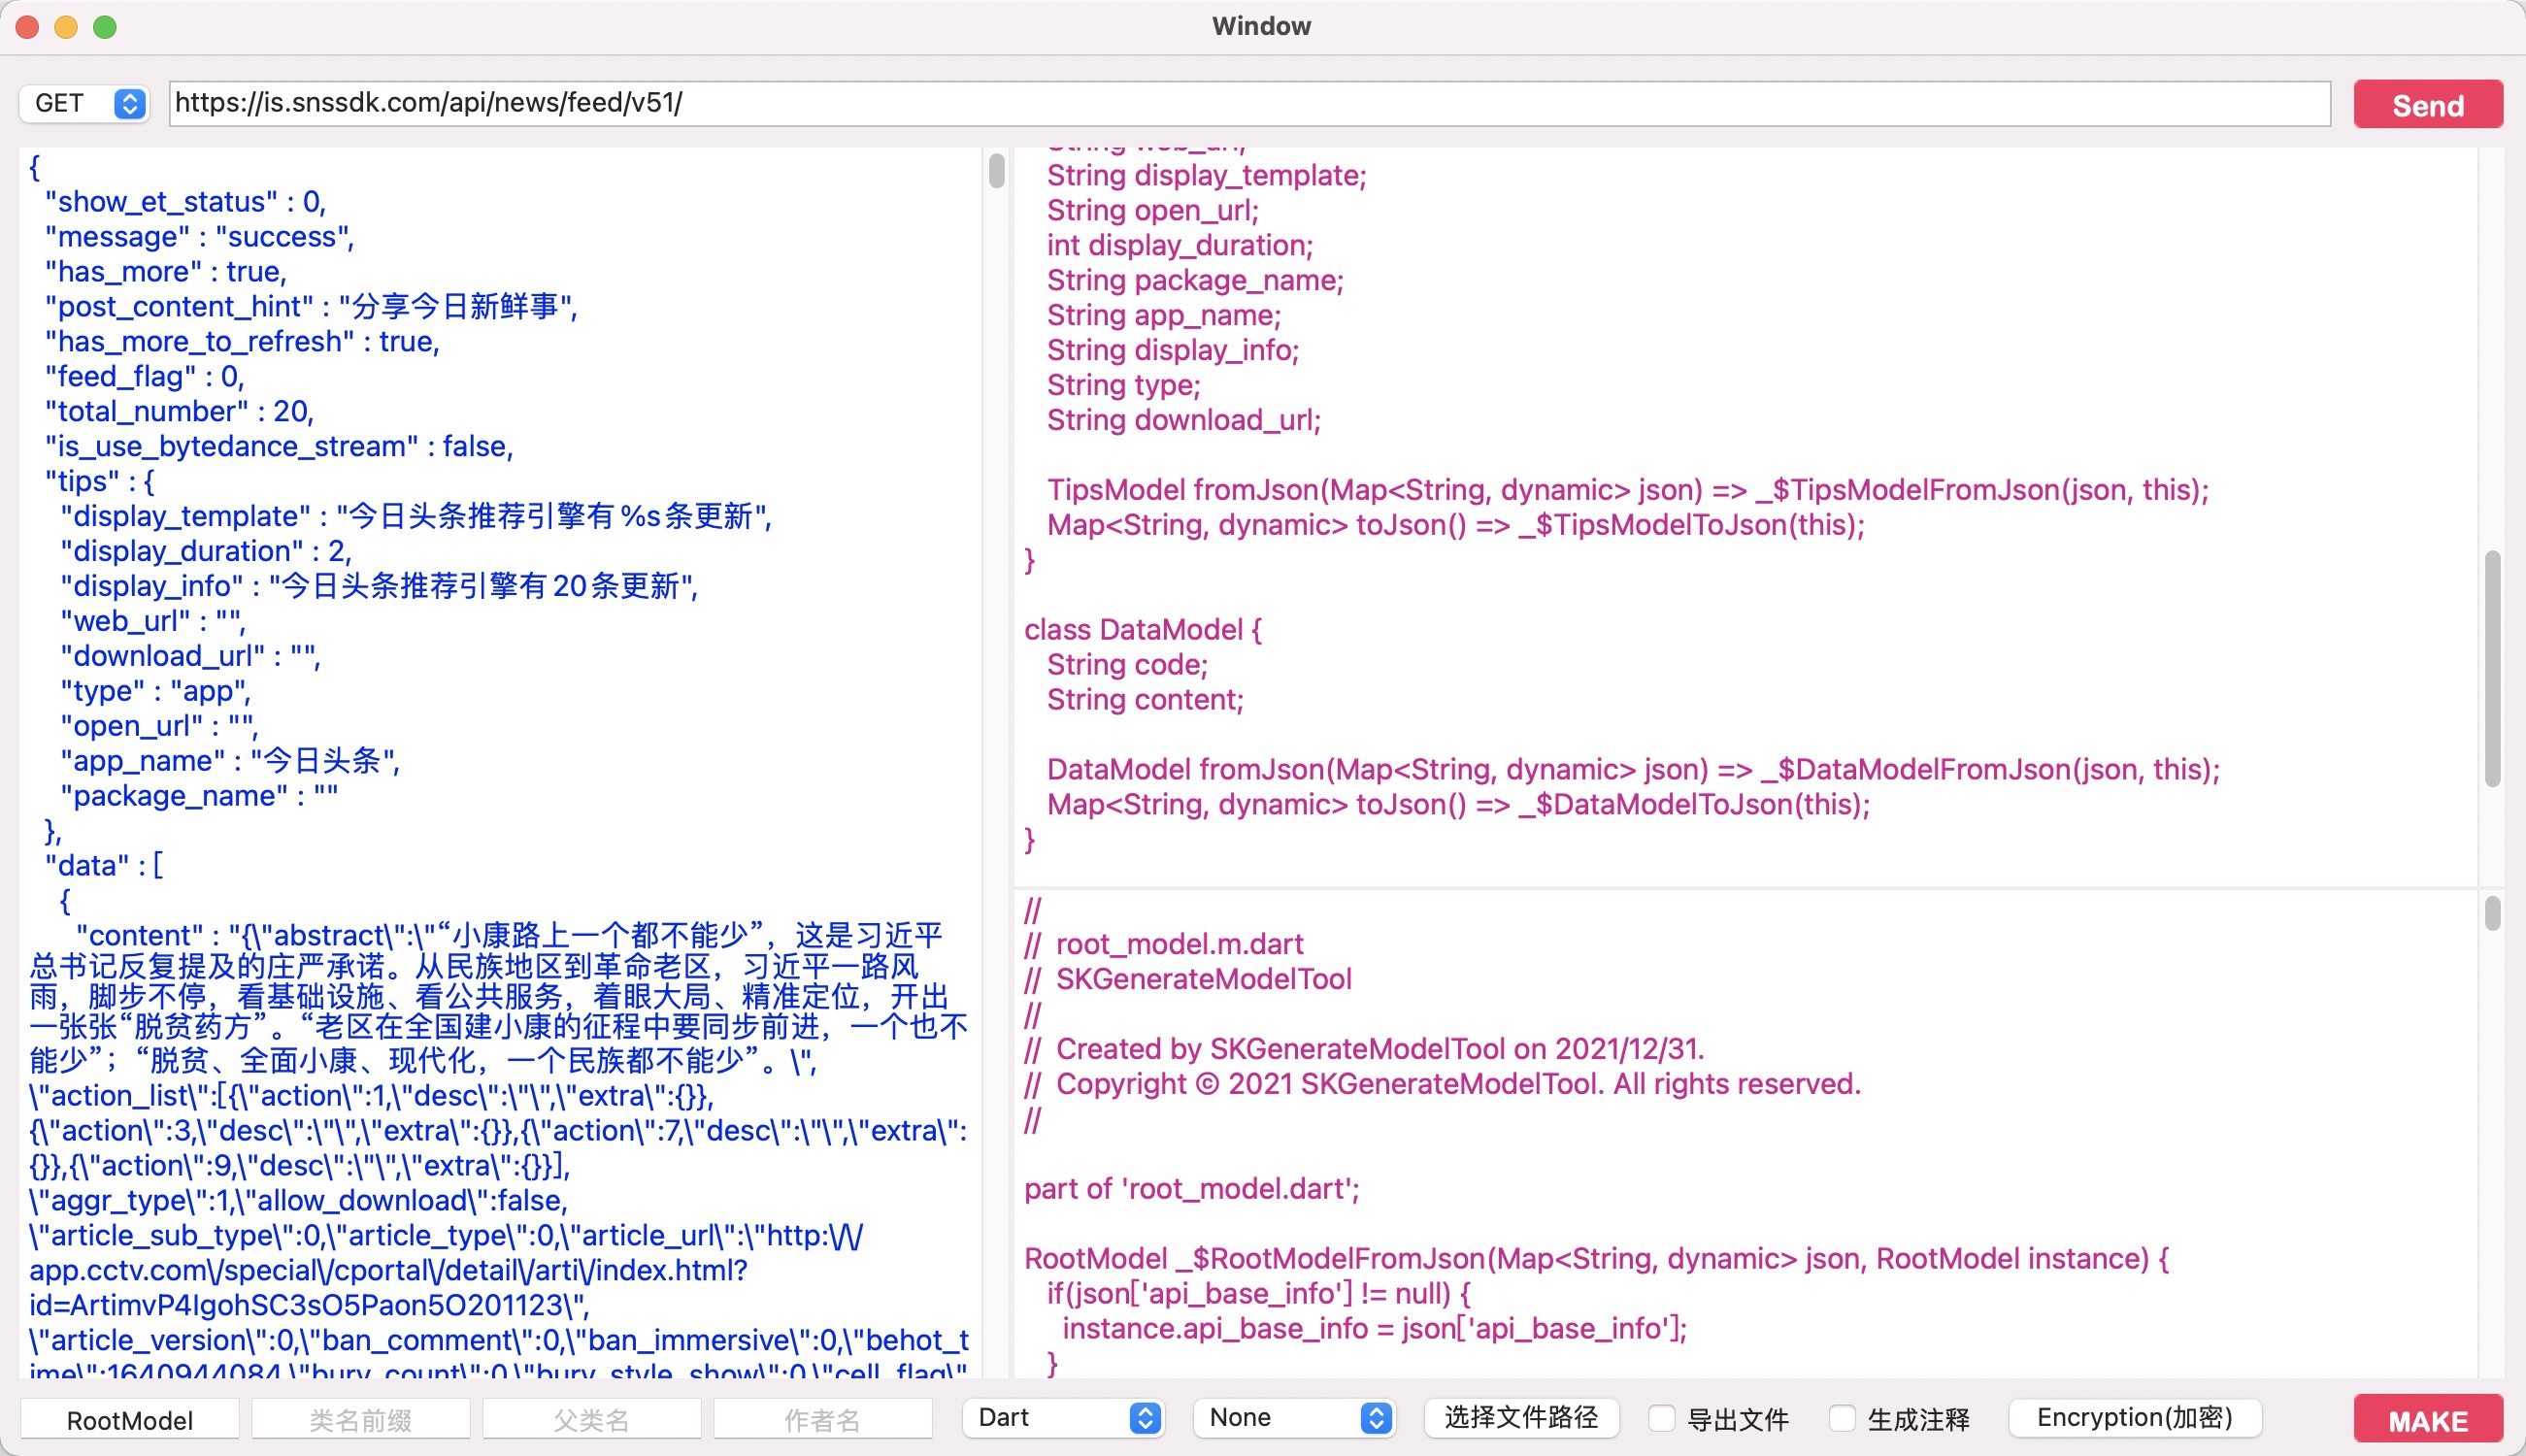 Window
GET
https://is.snssdk.com/api/news/feed/v51/
Send
{
"show_et_status" : 0,
"message" : "success",
"has_more" : true,
"post_content_hint" : "分享今日新鲜事",
"has_more_to_refresh" : true,
"feed_flag" : 0,
"total_number" : 20,
"is_use_bytedance_stream" : false,
"tips" : {
"display_template" : "今日头条推荐引擎有%s条更新",
"display_duration" : 2,
"display_info" : "今日头条推荐引擎有20条更新",
"web_url" : "",
"download_url" : "",
"type" : "app",
"open_url" : "",
"app_name" : "今日头条",
"package_name" : ""
},
"data" : [
{
"content" : "{\"abstract\":\"“小康路上一个都不能少”，这是习近平
总书记反复提及的庄严承诺。从民族地区到革命老区，习近平一路风
雨，脚步不停，看基础设施、看公共服务，着眼大局、精准定位，开出
一张张“脱贫药方”。“老区在全国建小康的征程中要同步前进，一个也不
能少”；“脱贫、全面小康、现代化，一个民族都不能少”。\",
\"action_list\":[{\"action\":1,\"desc\":\"\",\"extra\":{}},
{\"action\":3,\"desc\":\"\",\"extra\":{}},{\"action\":7,\"desc\":\"\",\"extra\":
{}},{\"action\":9,\"desc\":\"\",\"extra\":{}}],
\"aggr_type\":1,\"allow_download\":false,
\"article_sub_type\":0,\"article_type\":0,\"article_url\":\"http:\/\/
app.cctv.com\/special\/cportal\/detail\/arti\/index.html?
id=ArtimvP4IgohSC3sO5Paon5O201123\",
\"article_version\":0,\"ban_comment\":0,\"ban_immersive\":0,\"behot_t
ime\":1640944084,\"bury_count\":0,\"bury_style_show\":0,\"cell_flag\"
String web_url;
String display_template;
String open_url;
int display_duration;
String package_name;
String app_name;
String display_info;
String type;
String download_url;
TipsModel fromJson(Map<String, dynamic> json) => _$TipsModelFromJson(json, this);
Map<String, dynamic> toJson() => _$TipsModelToJson(this);
}
class DataModel {
String code;
String content;
DataModel fromJson(Map<String, dynamic> json) => _$DataModelFromJson(json, this);
Map<String, dynamic> toJson() => _$DataModelToJson(this);
}
//
// root_model.m.dart
// SKGenerateModelTool
//
// Created by SKGenerateModelTool on 2021/12/31.
// Copyright © 2021 SKGenerateModelTool. All rights reserved.
//
part of 'root_model.dart';
RootModel _$RootModelFromJson(Map<String, dynamic> json, RootModel instance) {
if(json['api_base_info'] != null) {
instance.api_base_info = json['api_base_info'];
}
RootModel
类名前缀
父类名
作者名
Dart
None
选择文件路径
导出文件
生成注释
Encryption(加密)
MAKE